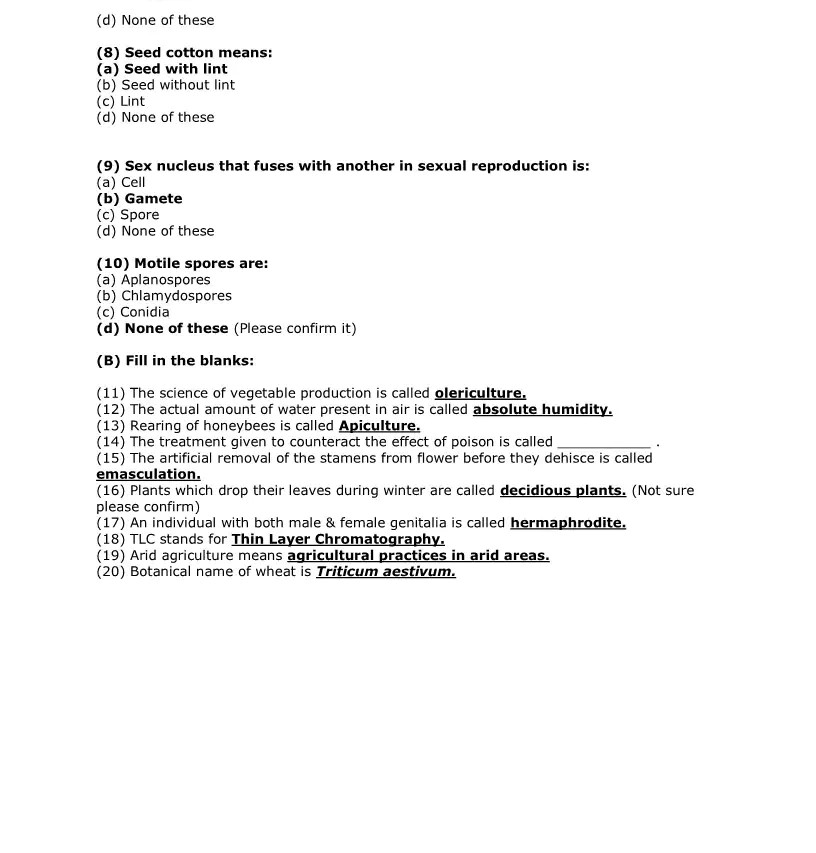 (d) None of these
(8) Seed cotton means:
(a) Seed with lint
(b) Seed without lint
(c) Lint
(d) None of these
(9) Sex nucleus that fuses with another in sexual reproduction is:
(a) Cell
(b) Gamete
(c) Spore
(d) None of these
(10) Motile spores are:
(a) Aplanospores
(b) Chlamydospores
(c) Conidia
(d) None of these (Please confirm it)
(B) Fill in the blanks:
(11) The science of vegetable production is called olericulture.
(12) The actual amount of water present in air is called absolute humidity.
(13) Rearing of honeybees is called Apiculture.
(14) The treatment given to counteract the effect of poison is called ___________ .
(15) The artificial removal of the stamens from flower before they dehisce is called
emasculation.
(16) Plants which drop their leaves during winter are called decidious plants. (Not sure
please confirm)
(17) An individual with both male & female genitalia is called hermaphrodite.
(18) TLC stands for Thin Layer Chromatography.
(19) Arid agriculture means agricultural practices in arid areas.
(20) Botanical name of wheat is Triticum aestivum.